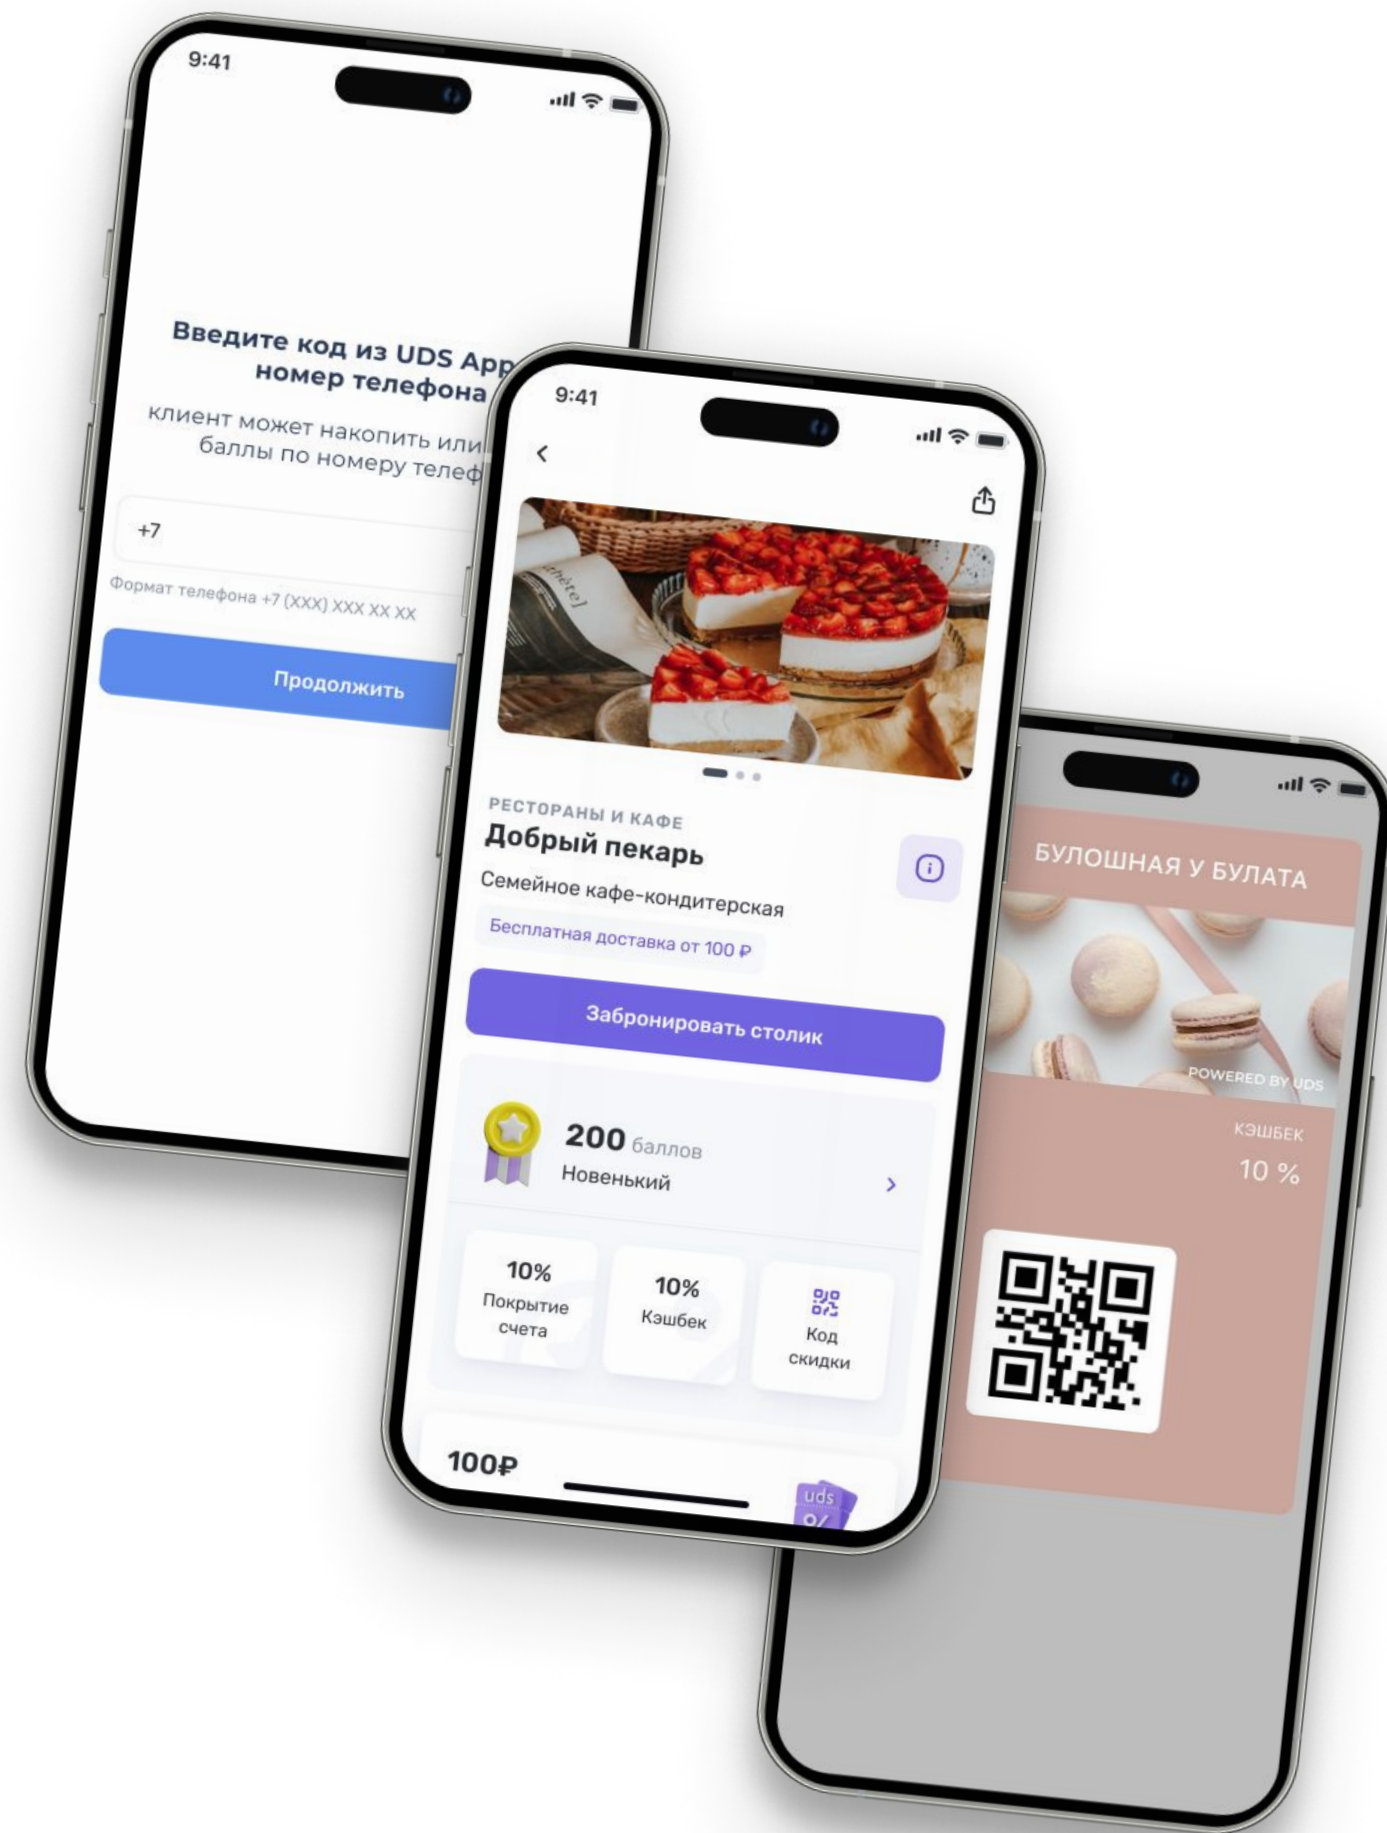 9:41
Введите код из UDS App
номер телефона
клиент может накопить или
баллы по номеру
+7
Формат телефона +7 (XXX) XXX XX XX
Продолжить
9:41
РЕСТОРАНЫ И КАФЕ
Добрый пекарь
Семейное кафе-кондитерская
Бесплатная доставка от 100 ₽
Забронировать столик
200 баллов
Новенький
10%
Покрытие
счета
10%
Кэшбек
Код
скидки
100₽
uds
%
БУЛОШНАЯ У БУЛАТА
POWERED BY UDS
КЭШБЕК
10 %